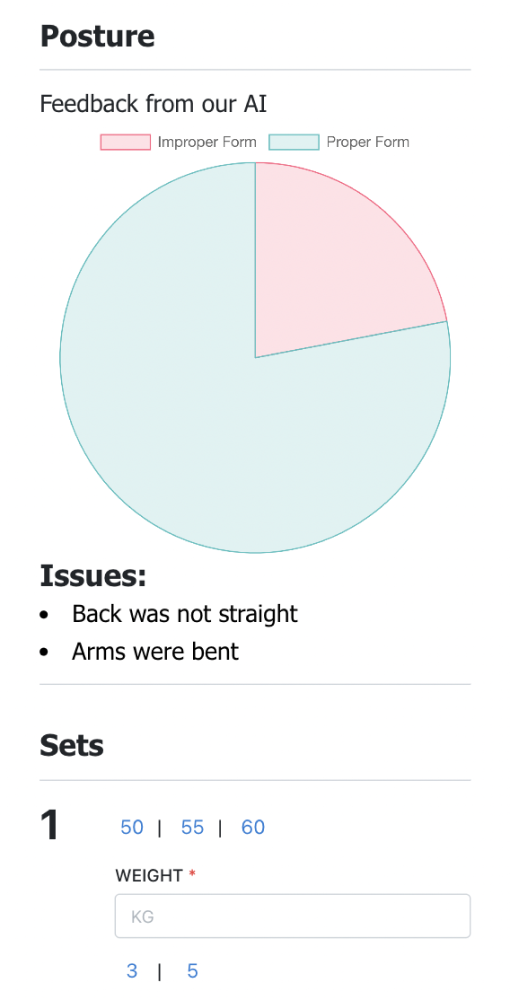 Posture
Feedback from our AI
Improper Form Proper Form
Issues:
• Back was not straight
• Arms were bent
Sets
1 50 | 55 | 60
WEIGHT *
KG
3 | 5